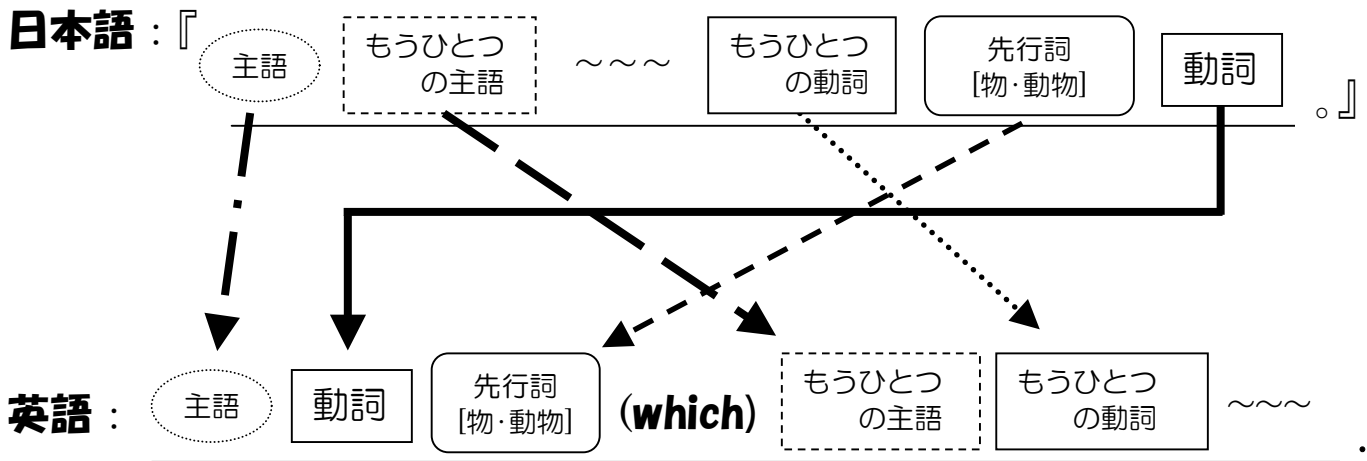 日本語：『
主語
もうひとつ
の主語
～～～
もうひとつ
の動詞
先行詞
[物・動物]
動詞
。』
英語：
主語
動詞
先行詞
[物・動物]
(which)
もうひとつ
の主語
もうひとつ
の動詞
～～～
.